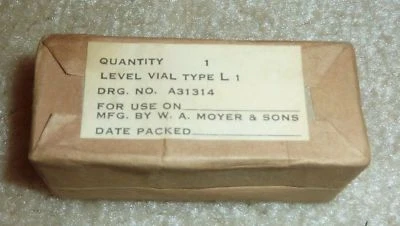 QUANTITY 1
LEVEL VIAL TYPE L 1
DRG. NO. A31314
FOR USE ON
MFG. BY W. A. MOYER & SONS
DATE PACKED